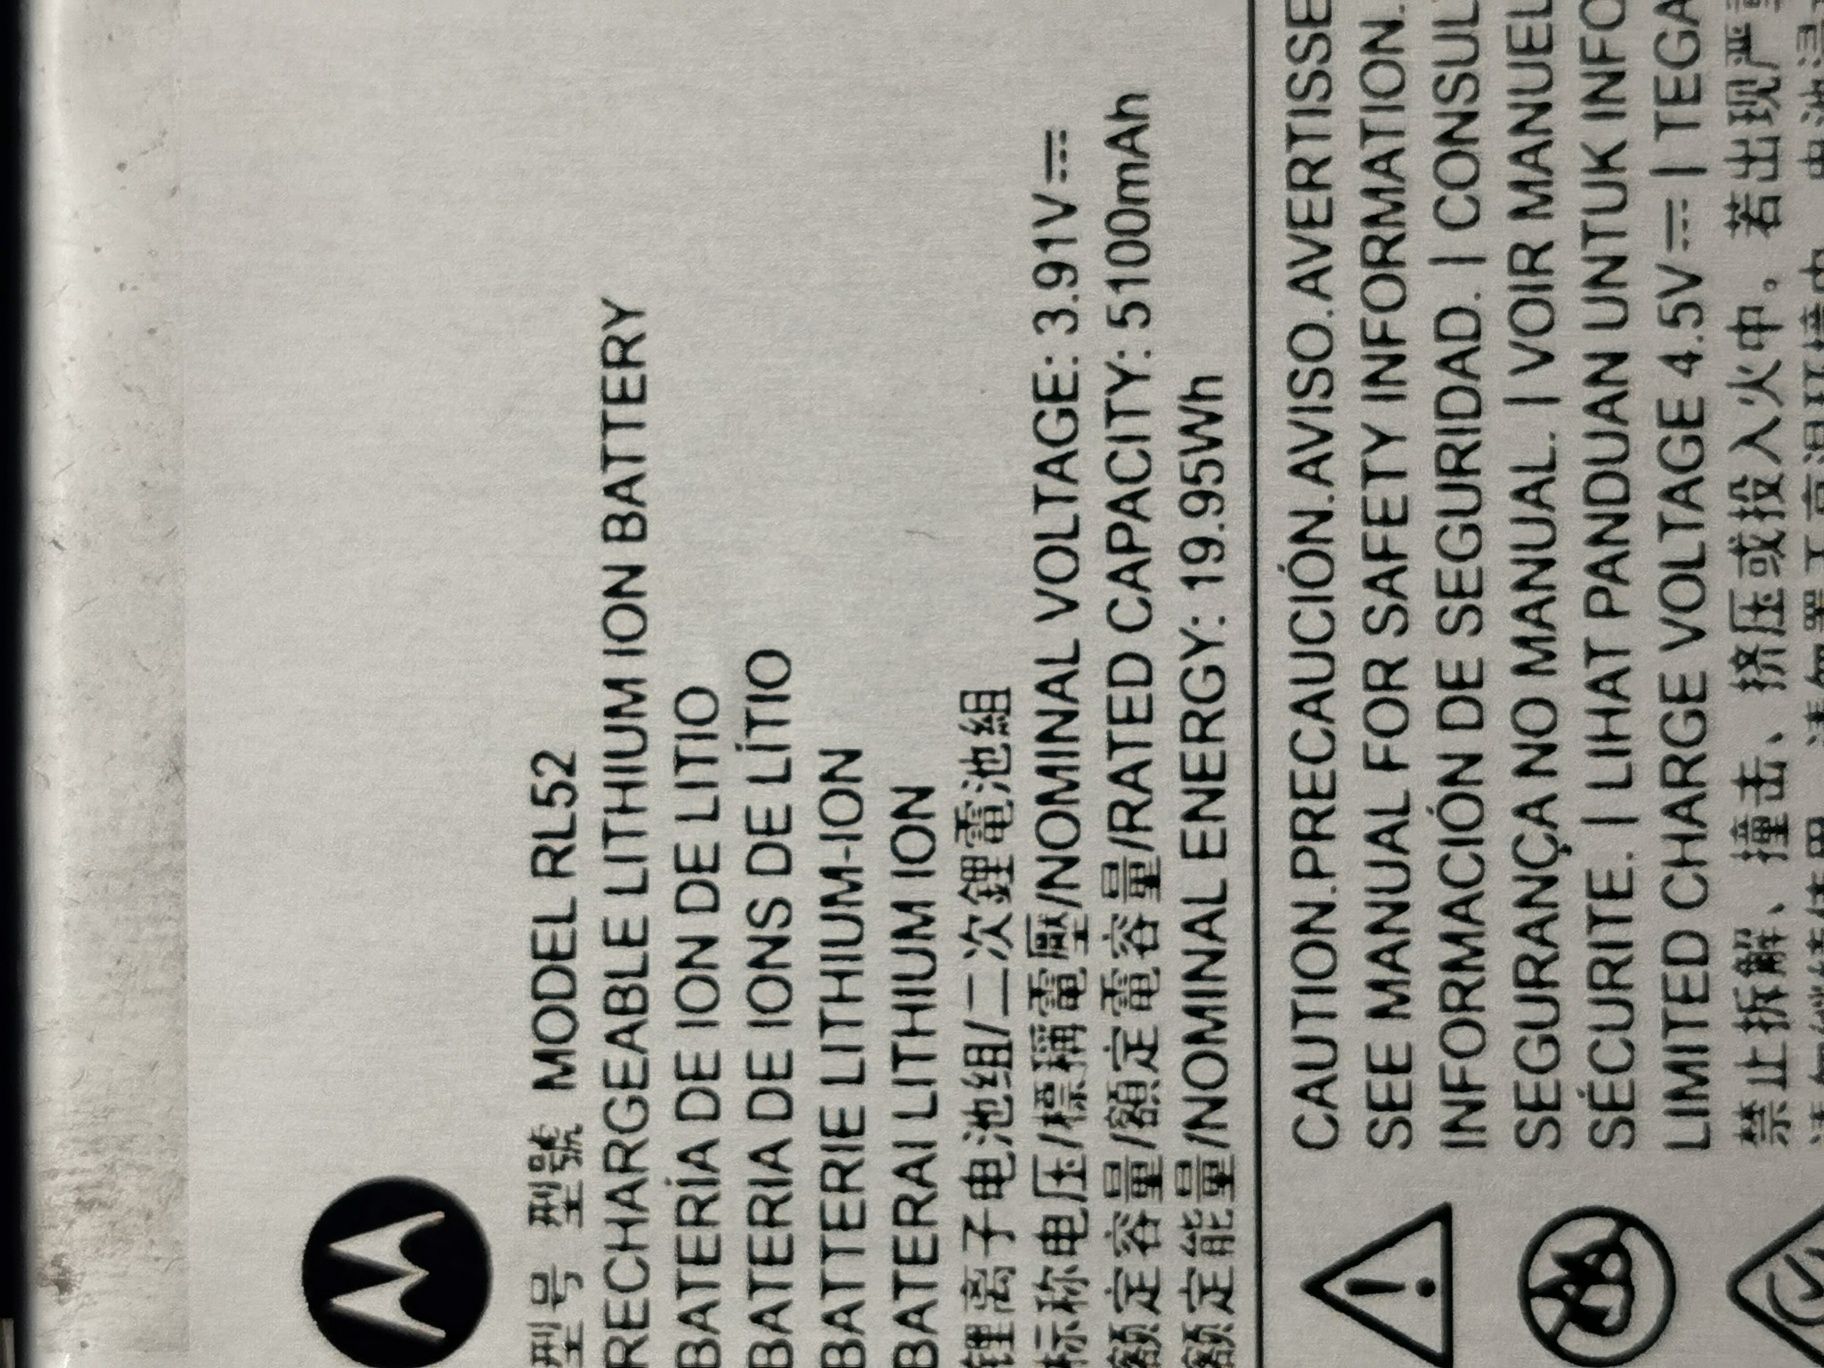 型号 型號 MODEL RL52
RECHARGEABLE LITHIUM ION BATTERY
BATERÍA DE ION DE LITIO
BATERIA DE IONS DE LÍTIO
BATTERIE LITHIUM-ION
BATERAI LITHIUM ION
锂离子电池组/二次鋰電池組
标称电压/標稱電壓/NOMINAL VOLTAGE: 3.91V⎓
额定容量/額定電容量/RATED CAPACITY: 5100mAh
额定能量/NOMINAL ENERGY: 19.95Wh
CAUTION.PRECAUCIÓN.AVISO.AVERTISSE
SEE MANUAL FOR SAFETY INFORMATION.
INFORMACIÓN DE SEGURIDAD. | CONSUL
SEGURANÇA NO MANUAL. | VOIR MANUEL
SÉCURITE. | LIHAT PANDUAN UNTUK INFO
LIMITED CHARGE VOLTAGE 4.5V⎓ | TEGA
禁止拆解、撞击、挤压或投入火中。若出现严